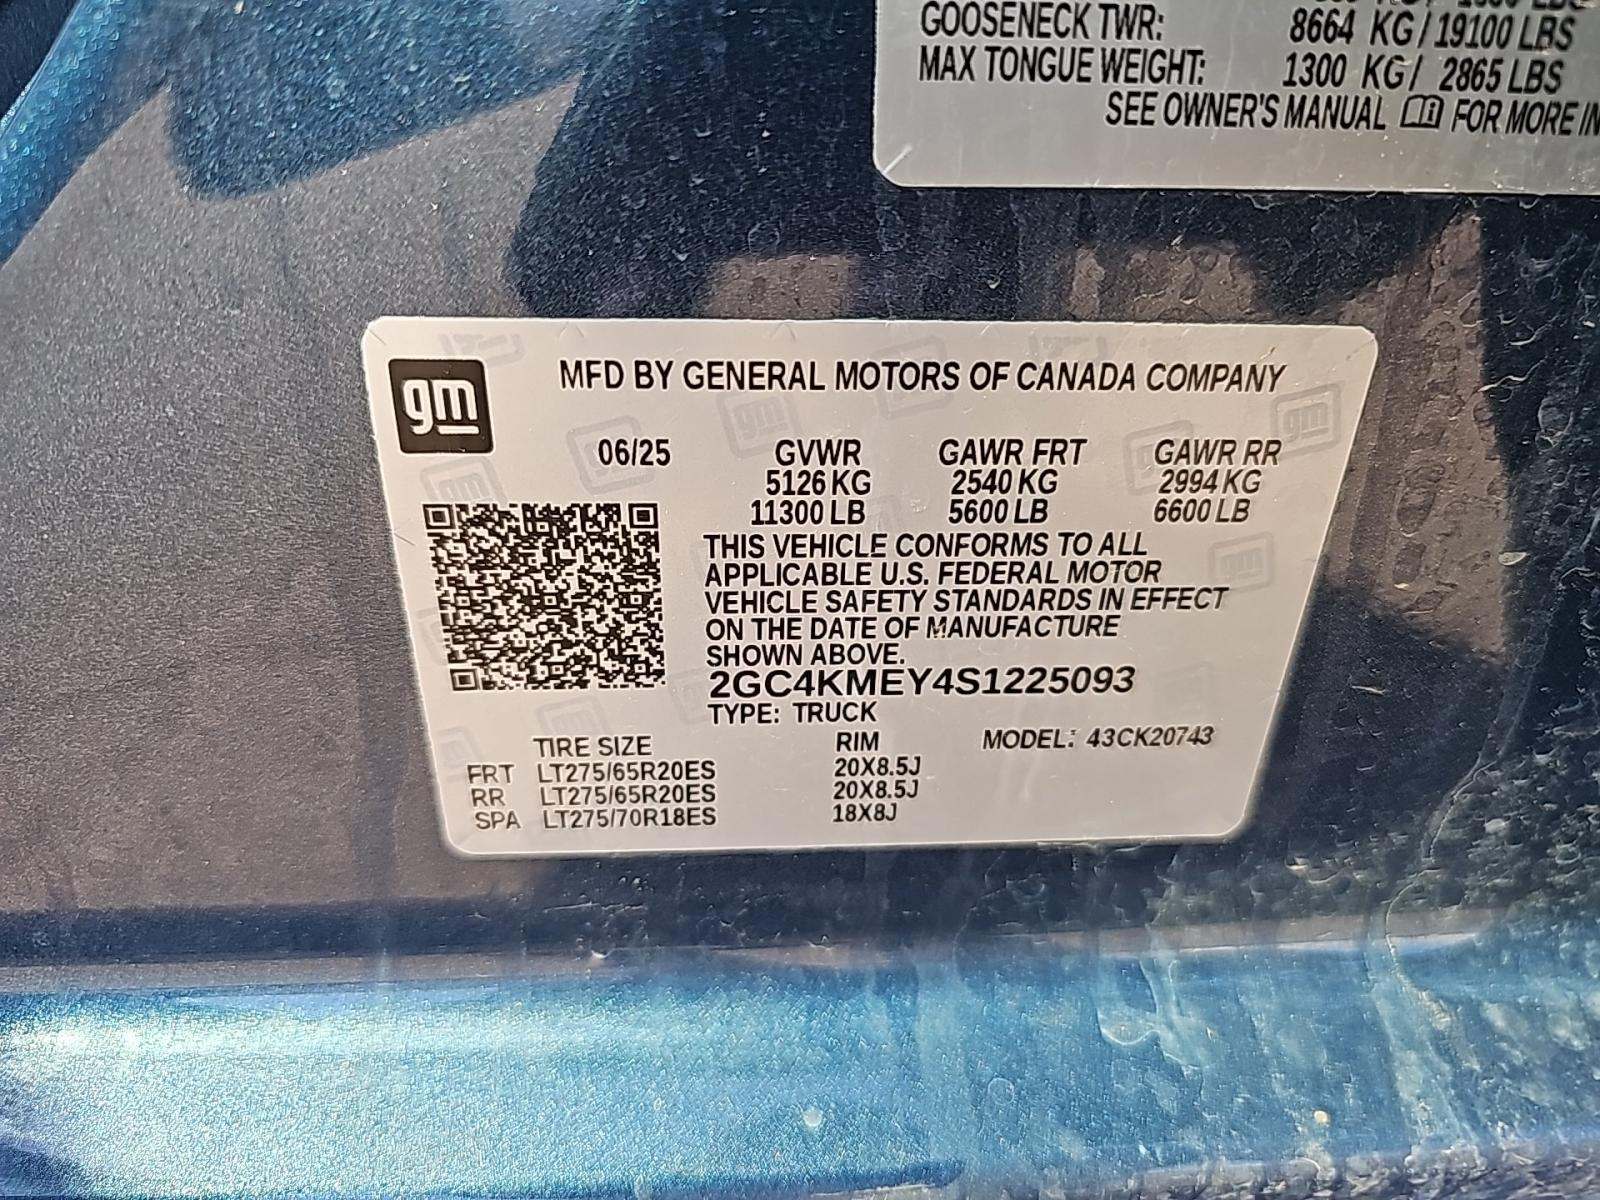 GOOSENECK TWR: 8664 KG/19100 LBS
MAX TONGUE WEIGHT: 1300 KG/ 2865 LBS
SEE OWNER'S MANUAL FOR MORE IN
gm
MFD BY GENERAL MOTORS OF CANADA COMPANY
06/25 GVWR GAWR FRT GAWR RR
5126 KG 2540 KG 2994 KG
11300 LB 5600 LB 6600 LB
THIS VEHICLE CONFORMS TO ALL
APPLICABLE U.S. FEDERAL MOTOR
VEHICLE SAFETY STANDARDS IN EFFECT
ON THE DATE OF MANUFACTURE
SHOWN ABOVE.
2GC4KMEY4S1225093
TYPE: TRUCK
TIRE SIZE RIM MODEL: 43CK20743
FRT LT275/65R20ES 20X8.5J
RR LT275/65R20ES 20X8.5J
SPA LT275/70R18ES 18X8J